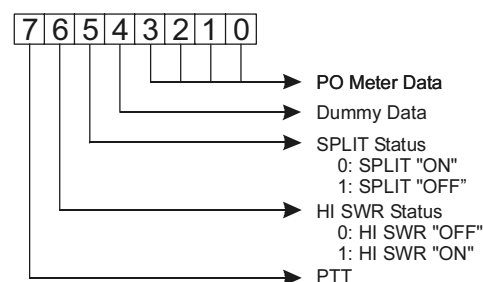 7 6 5 4 3 2 1 0
PO Meter Data
Dummy Data
SPLIT Status
0: SPLIT "ON"
1: SPLIT "OFF”
HI SWR Status
0: HI SWR "OFF"
1: HI SWR "ON"
PTT